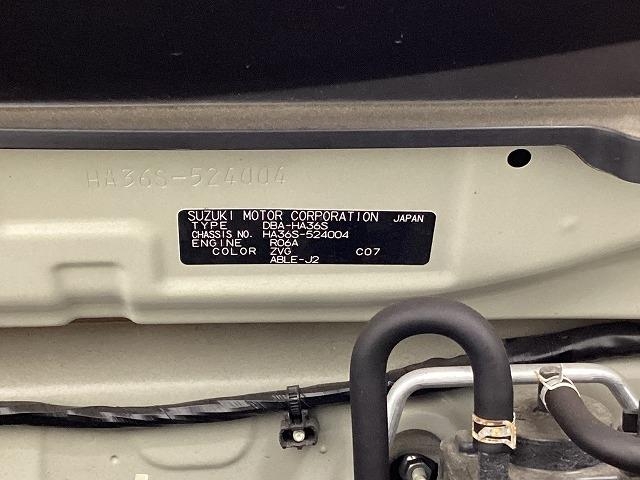 HA36S-524004
SUZUKI MOTOR CORPORATION JAPAN
TYPE DBA-HA36S
CHASSIS NO. HA36S-524004
ENGINE R06A
COLOR ZVG C07
ABLE-J2